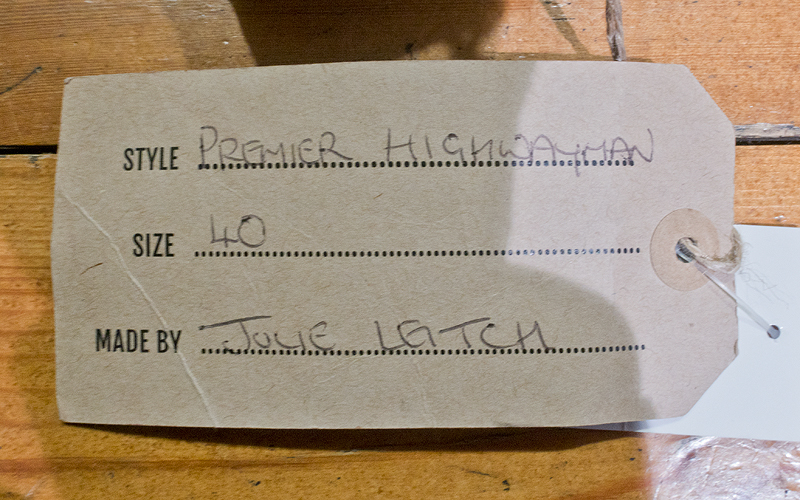 STYLE PREMIER HIGHWAYMAN
SIZE 40
MADE BY JULIE LEITCH